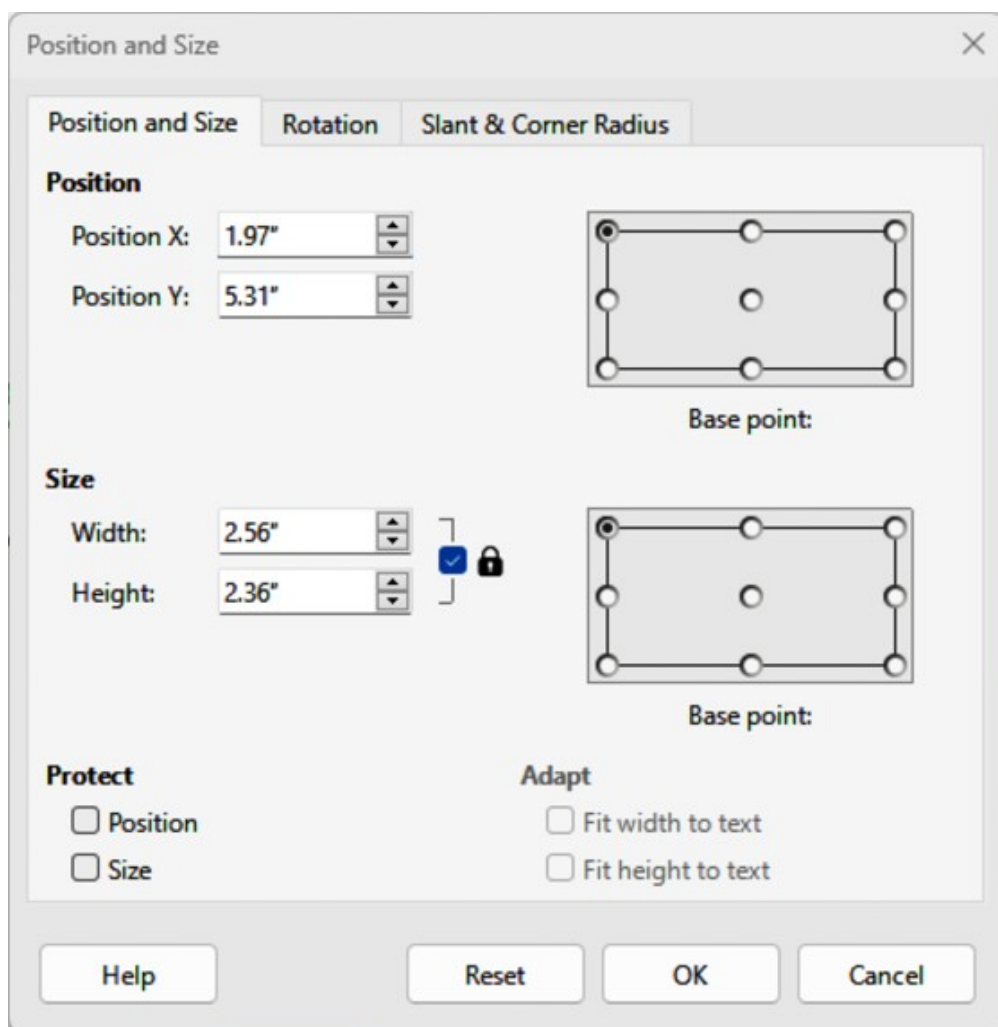 Position and Size
Position and Size Rotation Slant & Corner Radius
Position
Position X: 1.97"
Position Y: 5.31"
Base point:
Size
Width: 2.56"
Height: 2.36"
Base point:
Protect
Position
Size
Adapt
Fit width to text
Fit height to text
Help Reset OK Cancel